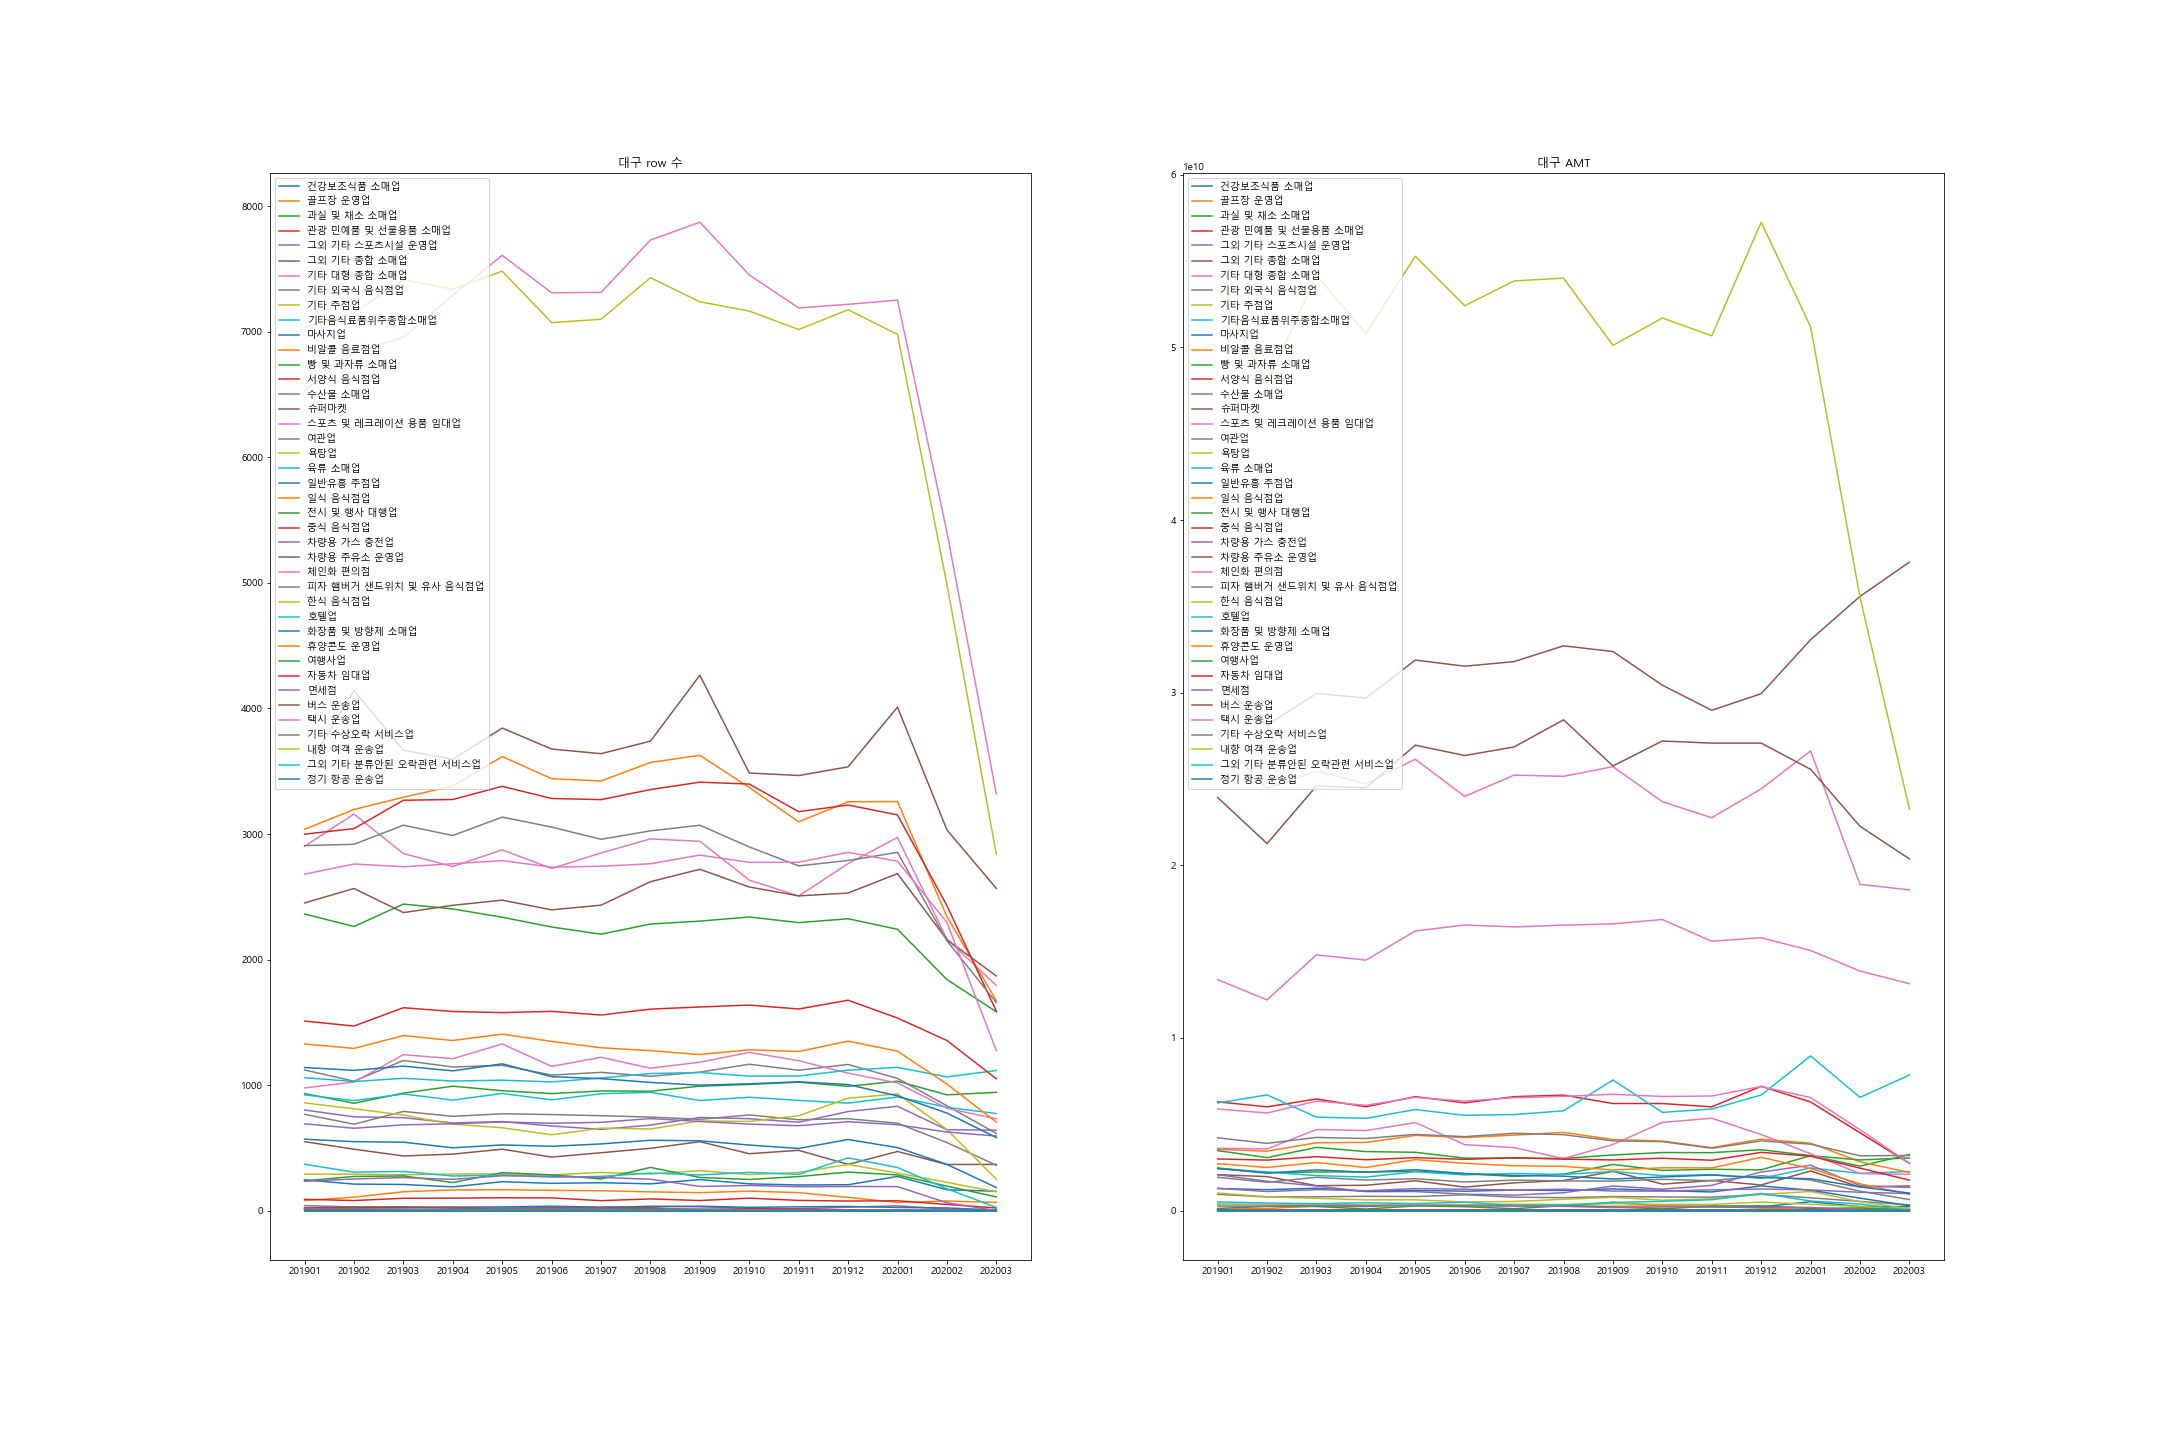 대구 row 수
8000
7000
6000
5000
4000
3000
2000
1000
0
건강보조식품 소매업
골프장 운영업
과실 및 채소 소매업
관광 민예품 및 선물용품 소매업
그외 기타 스포츠시설 운영업
그외 기타 종합 소매업
기타 대형 종합 소매업
기타 외국식 음식점업
기타 주점업
기타음식료품위주종합소매업
마사지업
비알콜 음료점업
빵 및 과자류 소매업
서양식 음식점업
수산물 소매업
슈퍼마켓
스포츠 및 레크레이션 용품 임대업
여관업
욕탕업
육류 소매업
일반유흥 주점업
일식 음식점업
전시 및 행사 대행업
중식 음식점업
차량용 가스 충전업
차량용 주유소 운영업
체인화 편의점
피자 햄버거 샌드위치 및 유사 음식점업
한식 음식점업
호텔업
화장품 및 방향제 소매업
휴양콘도 운영업
여행사업
자동차 임대업
면세점
버스 운송업
택시 운송업
기타 수상오락 서비스업
내항 여객 운송업
그외 기타 분류안된 오락관련 서비스업
정기 항공 운송업
201901 201902 201903 201904 201905 201906 201907 201908 201909 201910 201911 201912 202001 202002 202003
대구 AMT
1e10
6
5
4
3
2
1
0
건강보조식품 소매업
골프장 운영업
과실 및 채소 소매업
관광 민예품 및 선물용품 소매업
그외 기타 스포츠시설 운영업
그외 기타 종합 소매업
기타 대형 종합 소매업
기타 외국식 음식점업
기타 주점업
기타음식료품위주종합소매업
마사지업
비알콜 음료점업
빵 및 과자류 소매업
서양식 음식점업
수산물 소매업
슈퍼마켓
스포츠 및 레크레이션 용품 임대업
여관업
욕탕업
육류 소매업
일반유흥 주점업
일식 음식점업
전시 및 행사 대행업
중식 음식점업
차량용 가스 충전업
차량용 주유소 운영업
체인화 편의점
피자 햄버거 샌드위치 및 유사 음식점업
한식 음식점업
호텔업
화장품 및 방향제 소매업
휴양콘도 운영업
여행사업
자동차 임대업
면세점
버스 운송업
택시 운송업
기타 수상오락 서비스업
내항 여객 운송업
그외 기타 분류안된 오락관련 서비스업
정기 항공 운송업
201901 201902 201903 201904 201905 201906 201907 201908 201909 201910 201911 201912 202001 202002 202003